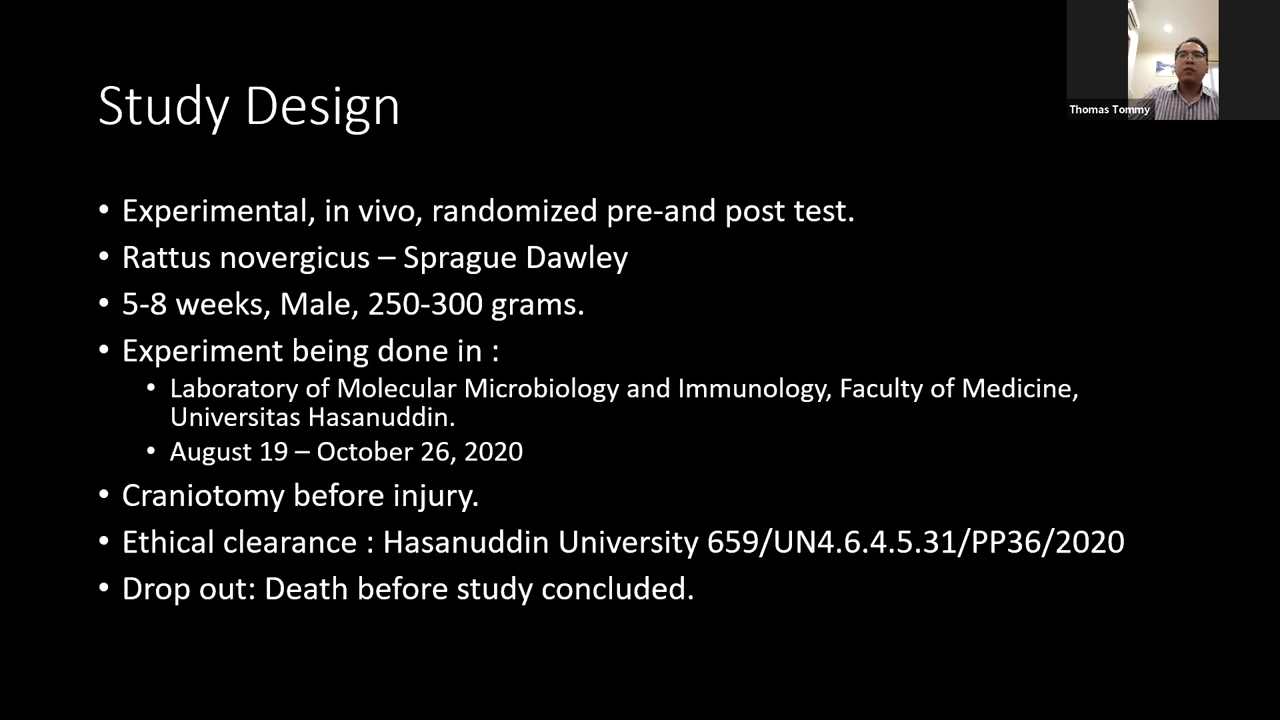 Thomas Tommy
Study Design
• Experimental, in vivo, randomized pre-and post test.
• Rattus novergicus – Sprague Dawley
• 5-8 weeks, Male, 250-300 grams.
• Experiment being done in :
• Laboratory of Molecular Microbiology and Immunology, Faculty of Medicine,
Universitas Hasanuddin.
• August 19 – October 26, 2020
• Craniotomy before injury.
• Ethical clearance : Hasanuddin University 659/UN4.6.4.5.31/PP36/2020
• Drop out: Death before study concluded.